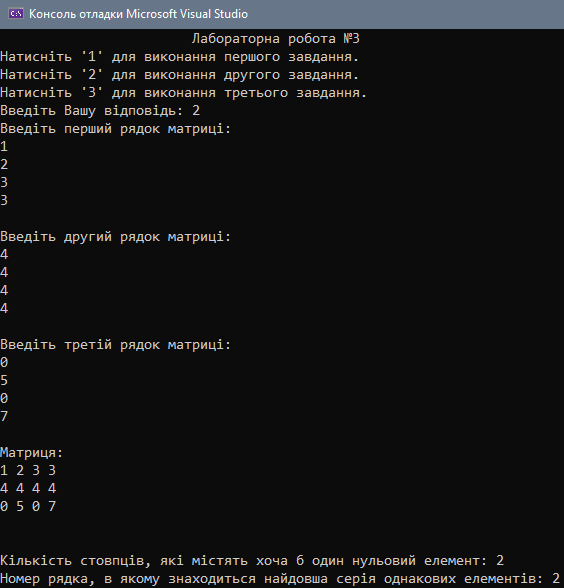 Консоль отладки Microsoft Visual Studio
Лабораторна робота №3
Натисніть '1' для виконання першого завдання.
Натисніть '2' для виконання другого завдання.
Натисніть '3' для виконання третього завдання.
Введіть Вашу відповідь: 2
Введіть перший рядок матриці:
1
2
3
3
Введіть другий рядок матриці:
4
4
4
4
Введіть третій рядок матриці:
0
5
0
7
Матриця:
1 2 3 3
4 4 4 4
0 5 0 7
Кількість стовпців, які містять хоча б один нульовий елемент: 2
Номер рядка, в якому знаходиться найдовша серія однакових елементів: 2